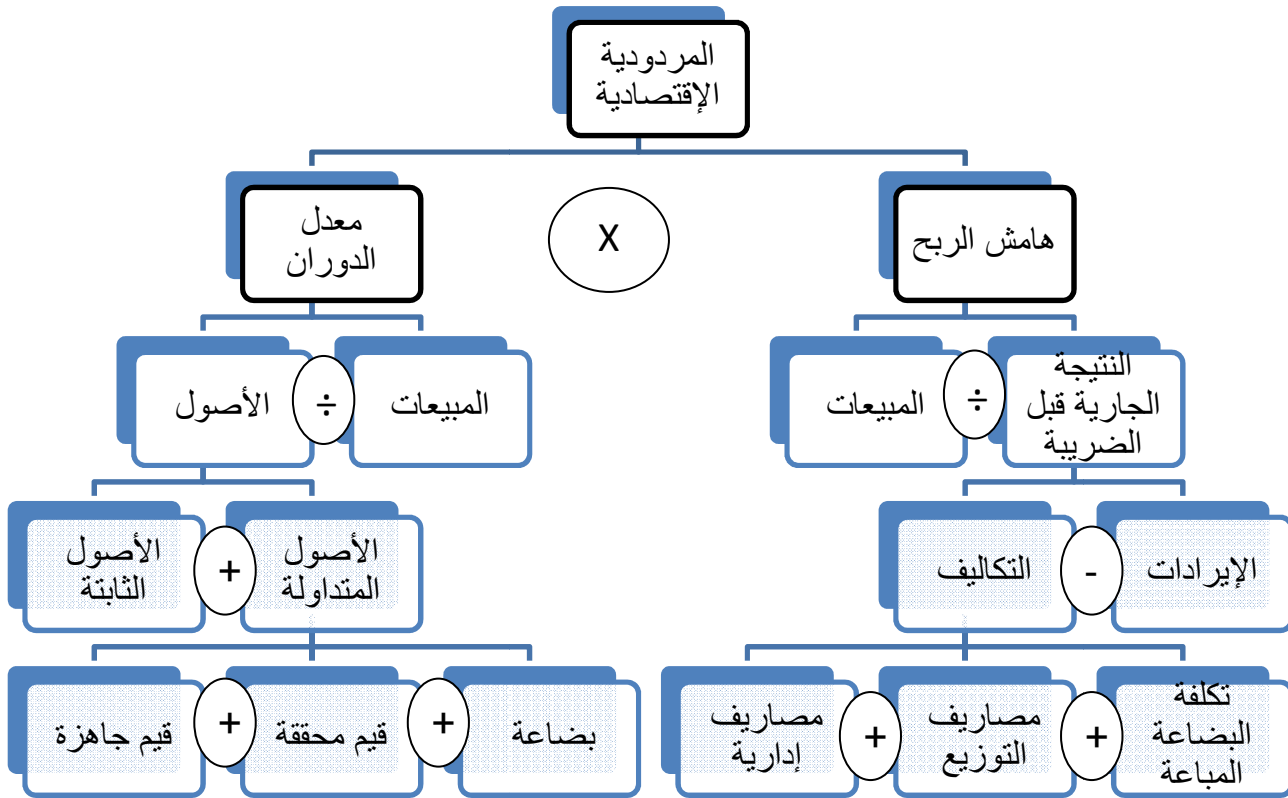 المردودية
الإقتصادية
هامش الربح
X
معدل
الدوران
النتيجة
الجارية قبل
الضريبة
÷
المبيعات
المبيعات
÷
الأصول
الإيرادات
-
التكاليف
الأصول
المتداولة
+
الأصول
الثابتة
تكلفة
البضاعة
المباعة
+
مصاريف
التوزيع
+
مصاريف
إدارية
بضاعة
+
قيم محققة
+
قيم جاهزة